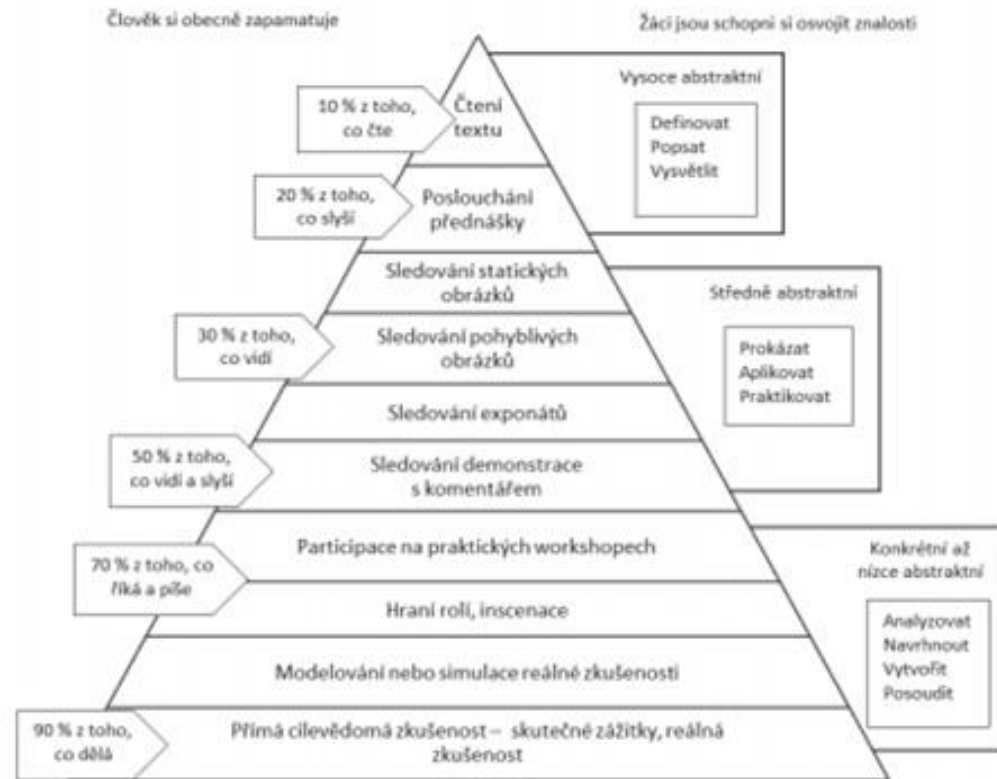 Člověk si obecně zapamatuje
Žáci jsou schopni si osvojit znalosti
10 % z toho,
co čte
Čtení
textu
Vysoce abstraktní
Definovat
Popsat
Vysvětlit
20 % z toho,
co slyší
Poslouchání
přednášky
Sledování statických
obrázků
Středně abstraktní
30 % z toho,
co vidí
Sledování pohyblivých
obrázků
Prokázat
Aplikovat
Praktikovat
Sledování exponátů
50 % z toho,
co vidí a slyší
Sledování demonstrace
s komentářem
Participace na praktických workshopech
70 % z toho, co
říká a píše
Konkrétní až
nízce abstraktní
Hraní rolí, inscenace
Analyzovat
Navrhnout
Vytvořit
Posoudit
Modelování nebo simulace reálné zkušenosti
90 % z toho,
co dělá
Přímá cílevědomá zkušenost – skutečné zážitky, reálná
zkušenost